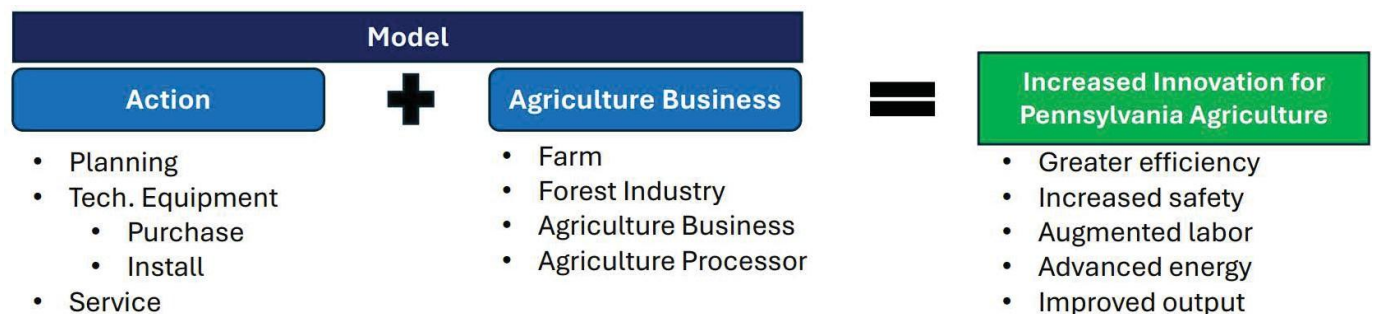 Model
Action
Agriculture Business
Increased Innovation for
Pennsylvania Agriculture
• Planning
• Tech. Equipment
• Purchase
• Install
• Service
• Farm
• Forest Industry
• Agriculture Business
• Agriculture Processor
• Greater efficiency
• Increased safety
• Augmented labor
• Advanced energy
• Improved output